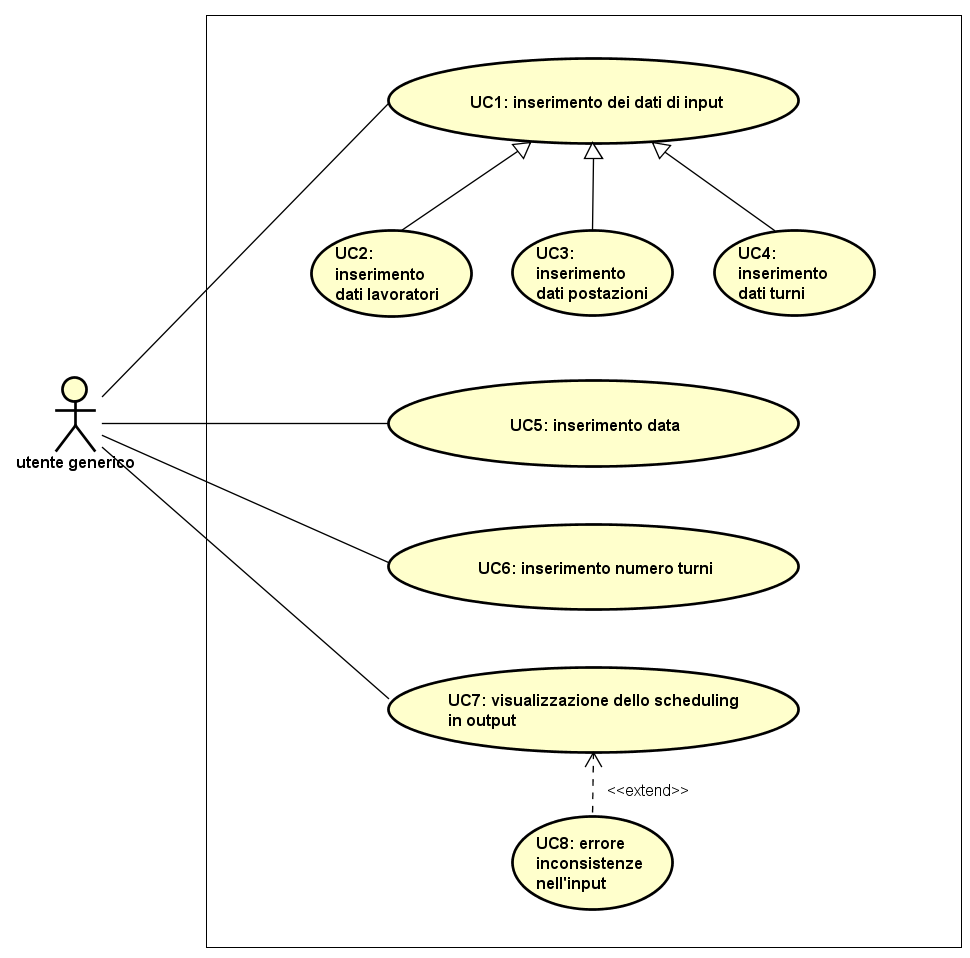 UC1: inserimento dei dati di input
UC2:
inserimento
dati lavoratori
UC3:
inserimento
dati postazioni
UC4:
inserimento
dati turni
utente generico
UC5: inserimento data
UC6: inserimento numero turni
UC7: visualizzazione dello scheduling
in output
<<extend>>
UC8: errore
inconsistenze
nell'input